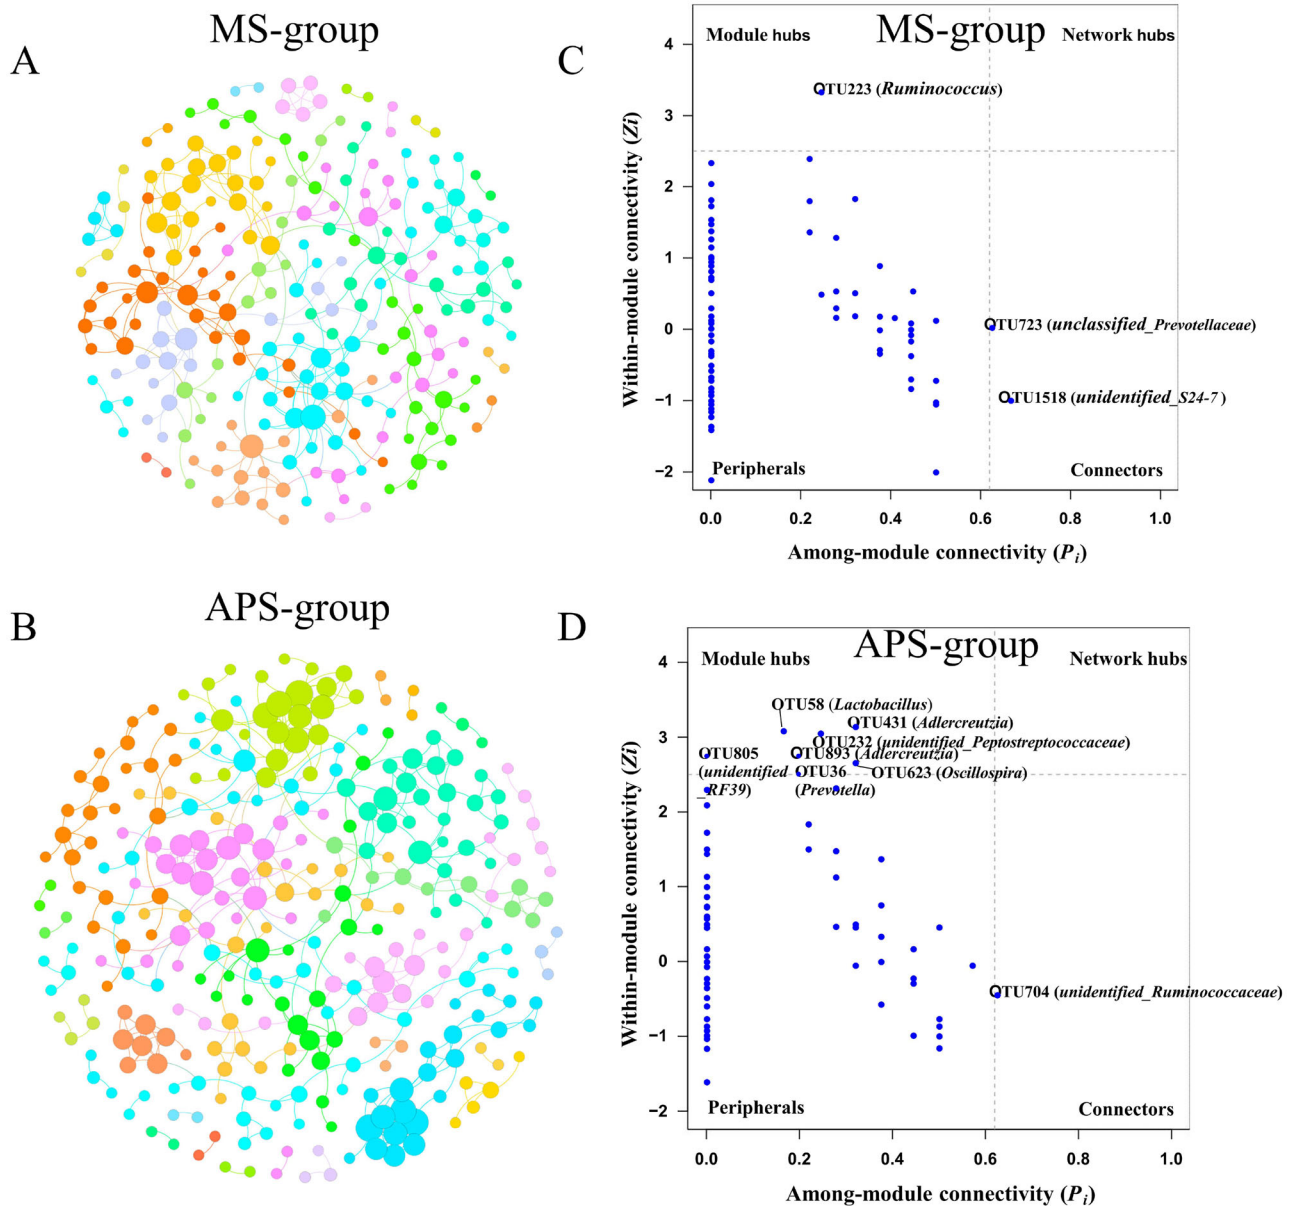 MS-group
A
C
MS-group
Module hubs
Network hubs
OTU223 (Ruminococcus)
OTU723 (unclassified_Prevotellaceae)
OTU1518 (unidentified_S24-7 )
Peripherals
Connectors
4
3
2
1
0
−1
−2
0.0
0.2
0.4
0.6
0.8
1.0
Within-module connectivity (Zi)
Among-module connectivity (Pi)
APS-group
B
D
APS-group
Module hubs
Network hubs
OTU58 (Lactobacillus)
OTU431 (Adlercreutzia)
OTU232 (unidentified_Peptostreptococcaceae)
OTU805
(unidentified
_RF39)
OTU893 (Adlercreutzia)
OTU36
(Prevotella)
OTU623 (Oscillospira)
OTU704 (unidentified_Ruminococcaceae)
Peripherals
Connectors
4
3
2
1
0
−1
−2
0.0
0.2
0.4
0.6
0.8
1.0
Within-module connectivity (Zi)
Among-module connectivity (Pi)